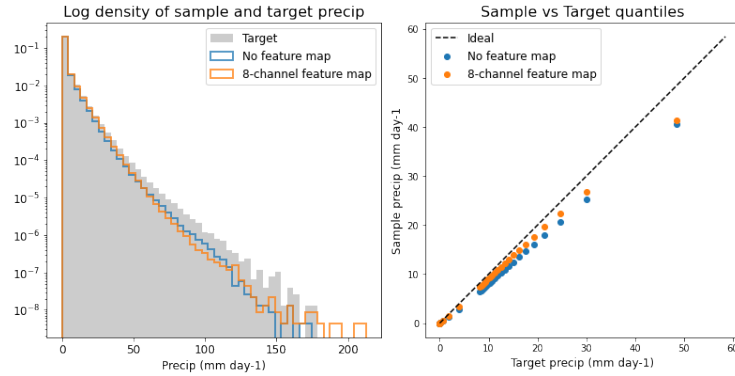 Log density of sample and target precip
Target
No feature map
8-channel feature map
10⁻¹
10⁻²
10⁻³
10⁻⁴
10⁻⁵
10⁻⁶
10⁻⁷
10⁻⁸
0
50
100
150
200
Precip (mm day-1)
Sample vs Target quantiles
Ideal
No feature map
8-channel feature map
Sample precip (mm day-1)
60
50
40
30
20
10
0
0
10
20
30
40
50
60
Target precip (mm day-1)